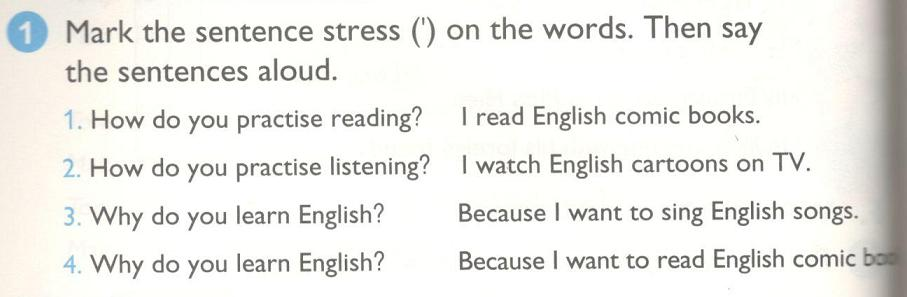 1 Mark the sentence stress (') on the words. Then say
the sentences aloud.
1. How do you practise reading? I read English comic books.
2. How do you practise listening? I watch English cartoons on TV.
3. Why do you learn English? Because I want to sing English songs.
4. Why do you learn English? Because I want to read English comic